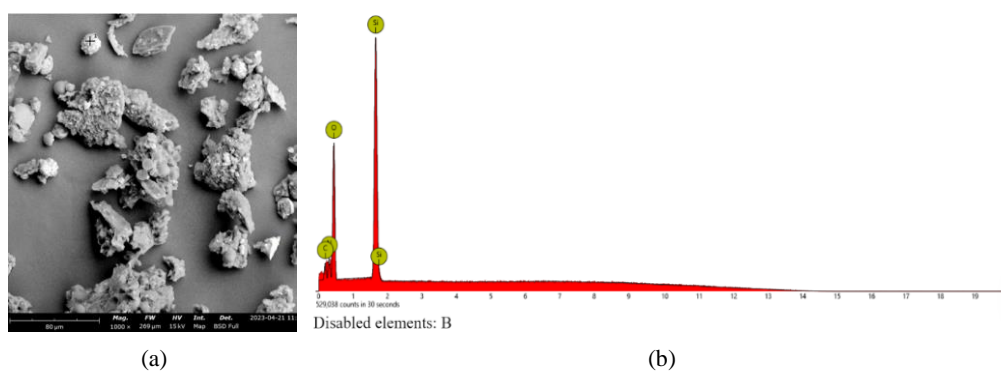 Mag. FW HV Int. Det. 2023-04-21 11:
80 μm 1000 × 269 μm 15 kV Map BSD Full
Si
O
C
Si
0 1 2 3 4 5 6 7 8 9 10 11 12 13 14 15 16 17 18 19
529,038 counts in 30 seconds
Disabled elements: B
(a) (b)